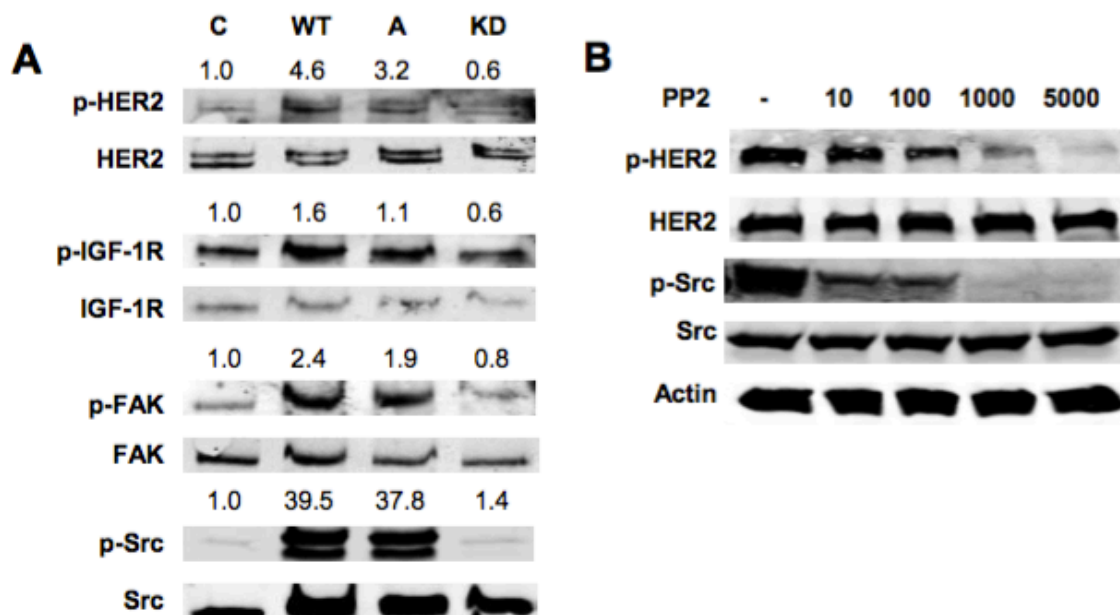 A
C WT A KD
1.0 4.6 3.2 0.6
p-HER2
HER2
1.0 1.6 1.1 0.6
p-IGF-1R
IGF-1R
1.0 2.4 1.9 0.8
p-FAK
FAK
1.0 39.5 37.8 1.4
p-Src
Src
B
PP2 - 10 100 1000 5000
p-HER2
HER2
p-Src
Src
Actin